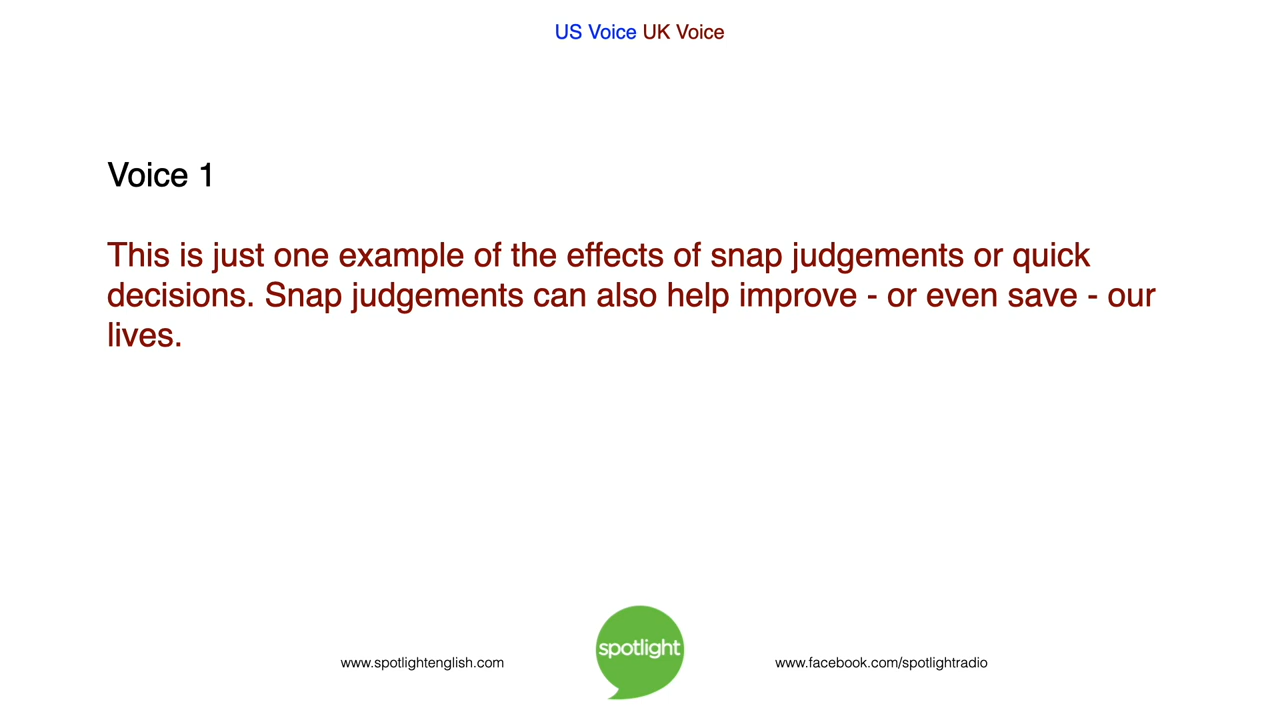 US Voice UK Voice
Voice 1
This is just one example of the effects of snap judgements or quick
decisions. Snap judgements can also help improve - or even save - our
lives.
spotlight
www.spotlightenglish.com
www.facebook.com/spotlightradio